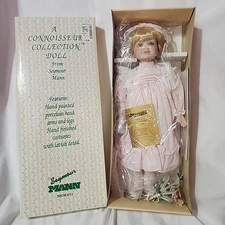 A
CONNOISSEUR
COLLECTION
DOLL
From
Seymour
Mann
Features:
Hand painted
porcelain head,
arms and legs
Hand finished
costumes
with lavish detail.
Seymour
MANN